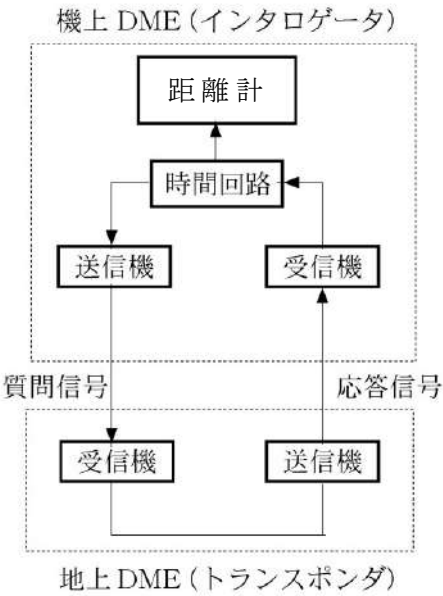 機上 DME (インタロゲータ)
距離計
時間回路
送信機
受信機
質問信号
応答信号
受信機
送信機
地上 DME (トランスポンダ)